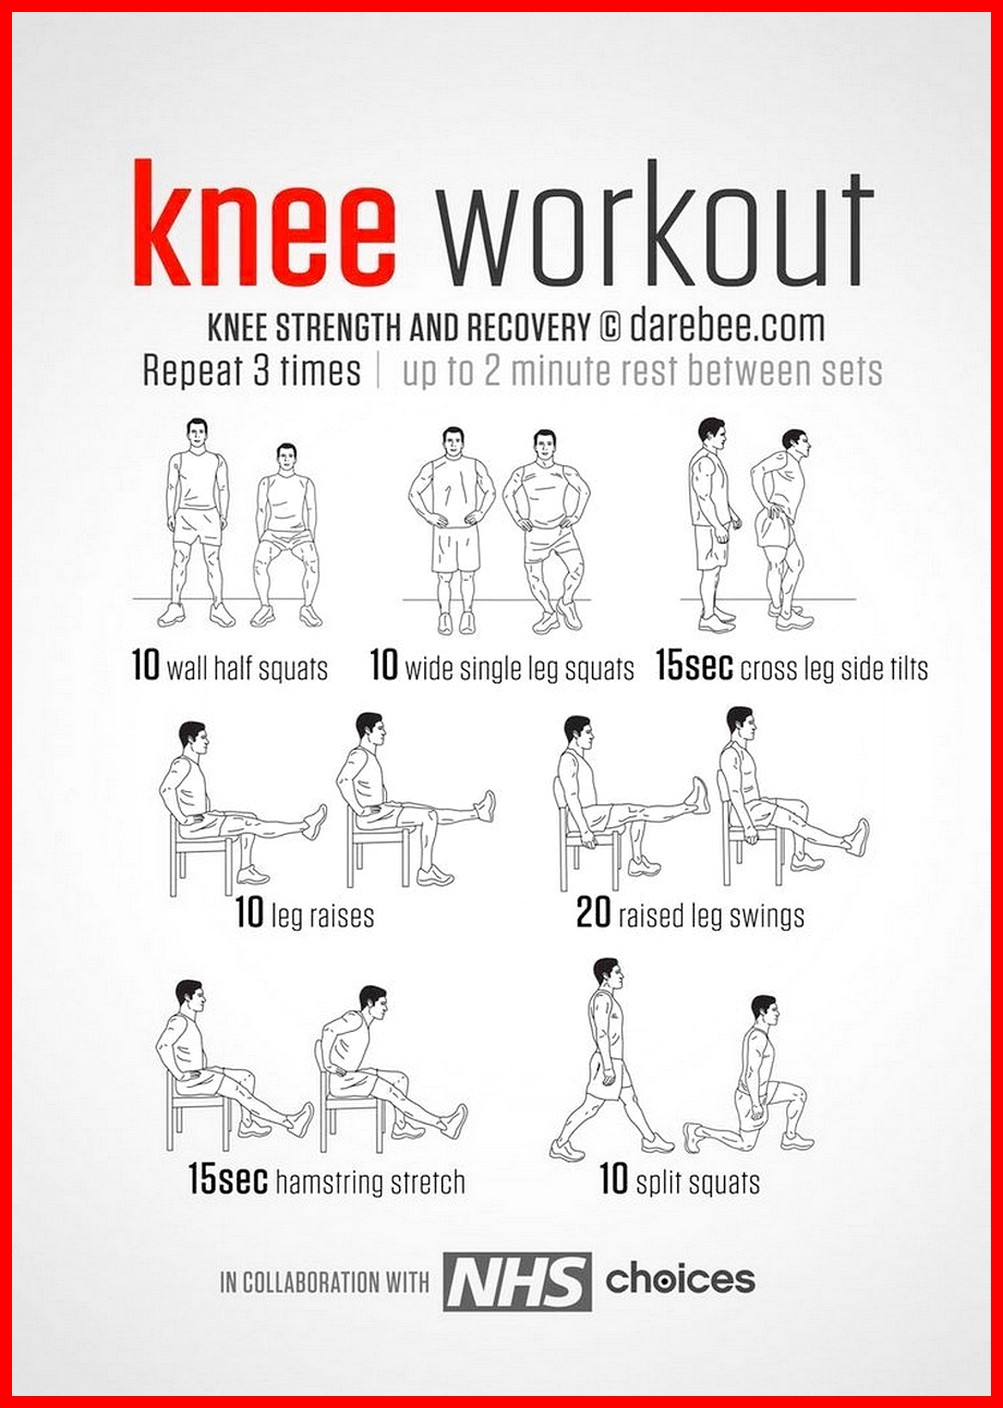 knee workout
KNEE STRENGTH AND RECOVERY © darebee.com
Repeat 3 times | up to 2 minute rest between sets
10 wall half squats
10 wide single leg squats
15sec cross leg side tilts
10 leg raises
20 raised leg swings
15sec hamstring stretch
10 split squats
IN COLLABORATION WITH NHS choices